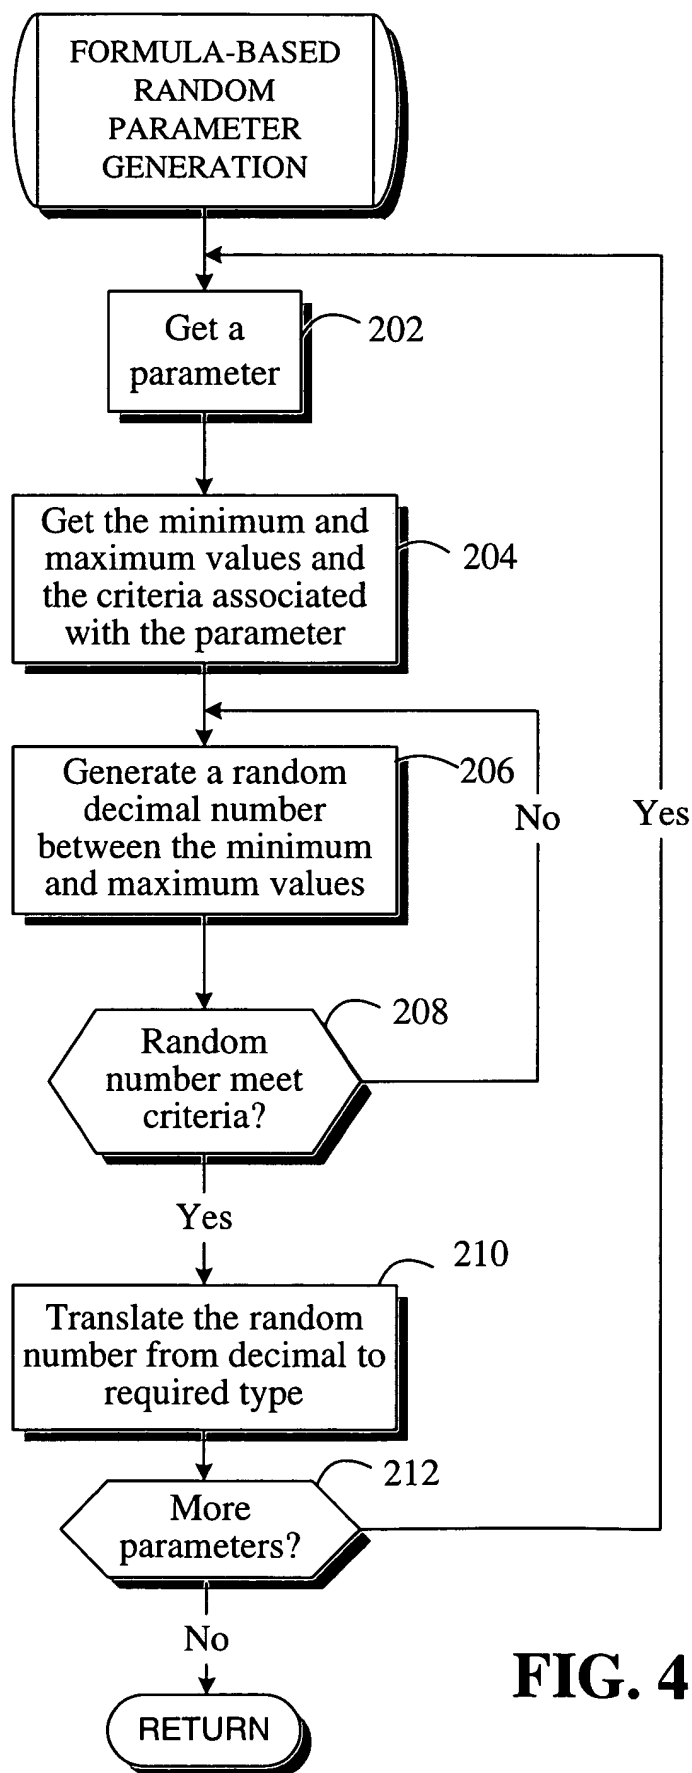 FORMULA-BASED
RANDOM
PARAMETER
GENERATION
Get a
parameter
202
Get the minimum and
maximum values and
the criteria associated
with the parameter
204
Generate a random
decimal number
between the minimum
and maximum values
206
No
Yes
Random
number meet
criteria?
208
Yes
Translate the random
number from decimal to
required type
210
More
parameters?
212
No
RETURN
FIG. 4